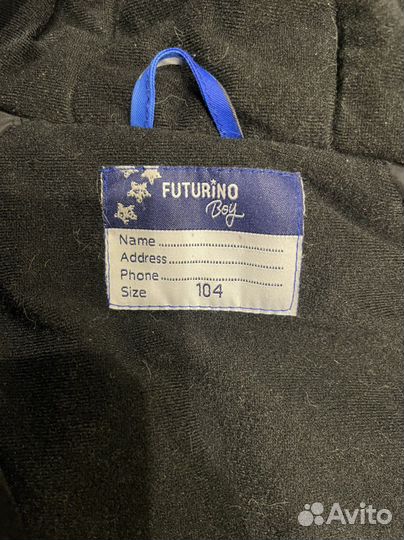 FUTURiNO
Boy
Name..............................
Address.........................
Phone............................
Size 104
Avito